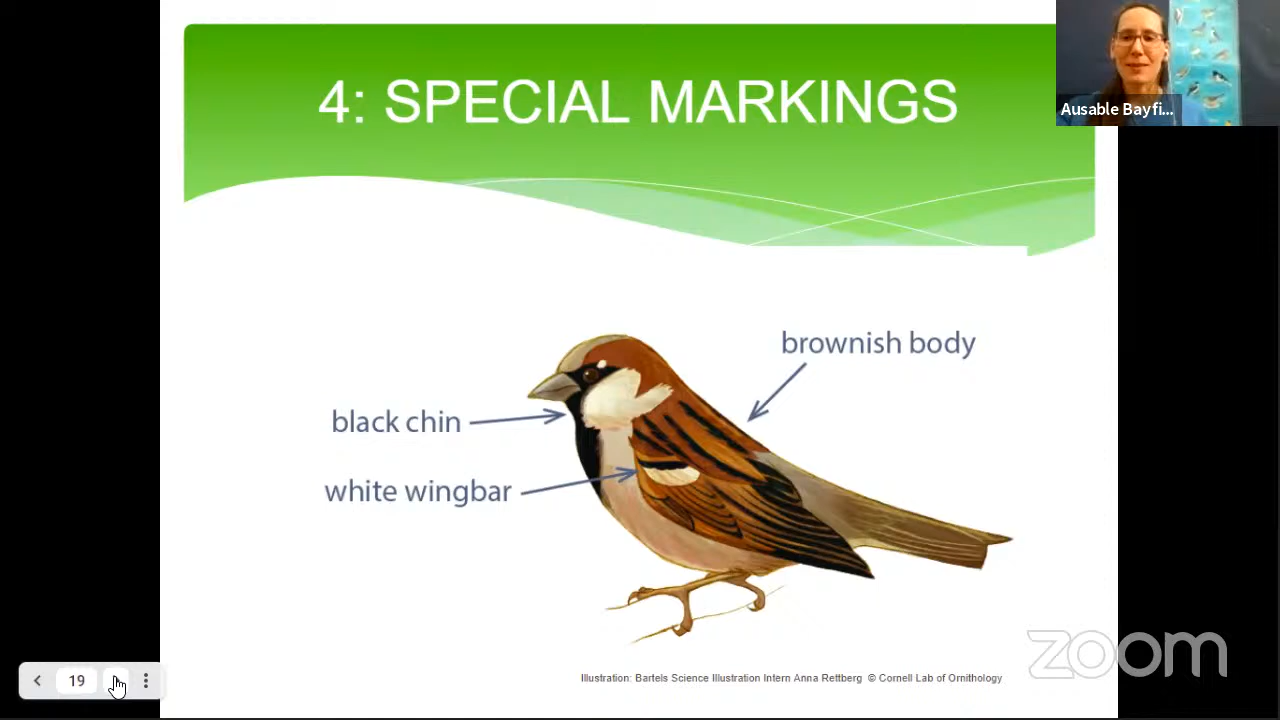 4: SPECIAL MARKINGS
Ausable Bayfi...
brownish body
black chin
white wingbar
zoom
19
Illustration: Bartels Science Illustration Intern Anna Rettberg © Cornell Lab of Ornithology